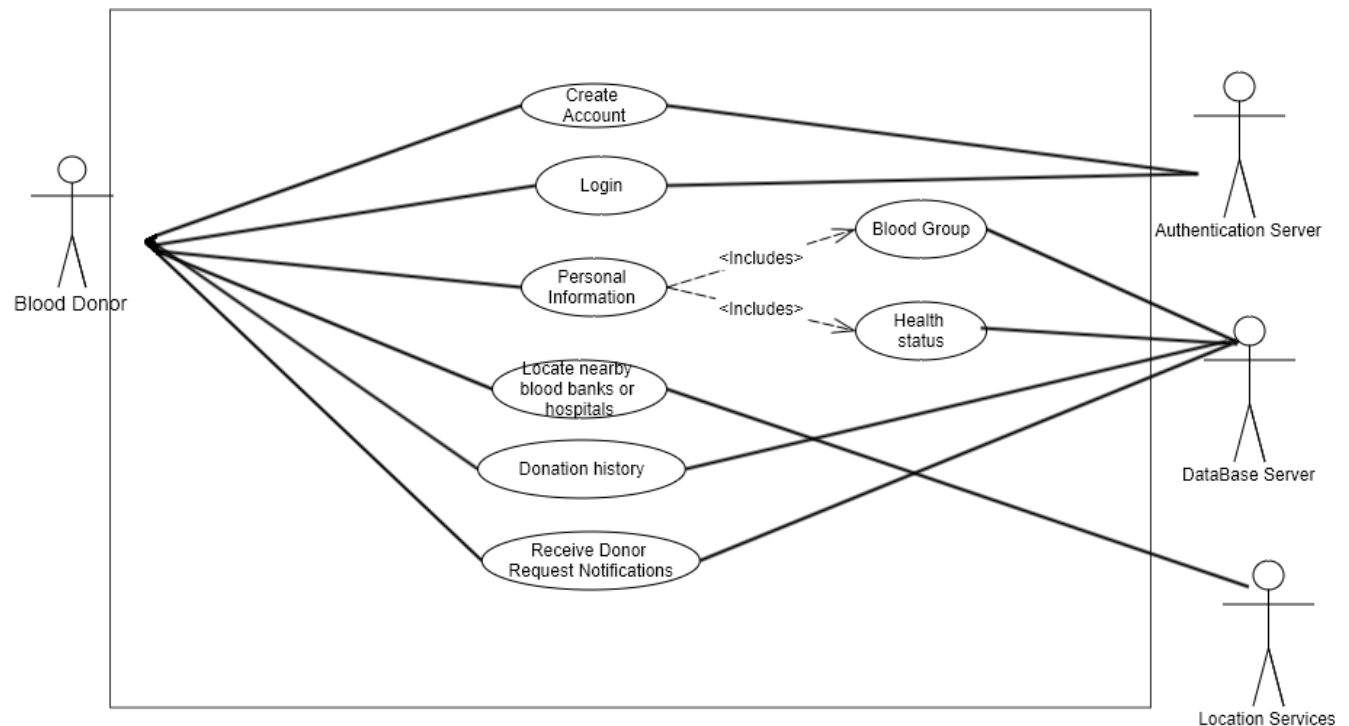 Create
Account
Login
Blood Group
Authentication Server
<Includes>
Personal
Information
Blood Donor
<Includes>
Health
status
Locate nearby
blood banks or
hospitals
Donation history
DataBase Server
Receive Donor
Request Notifications
Location Services